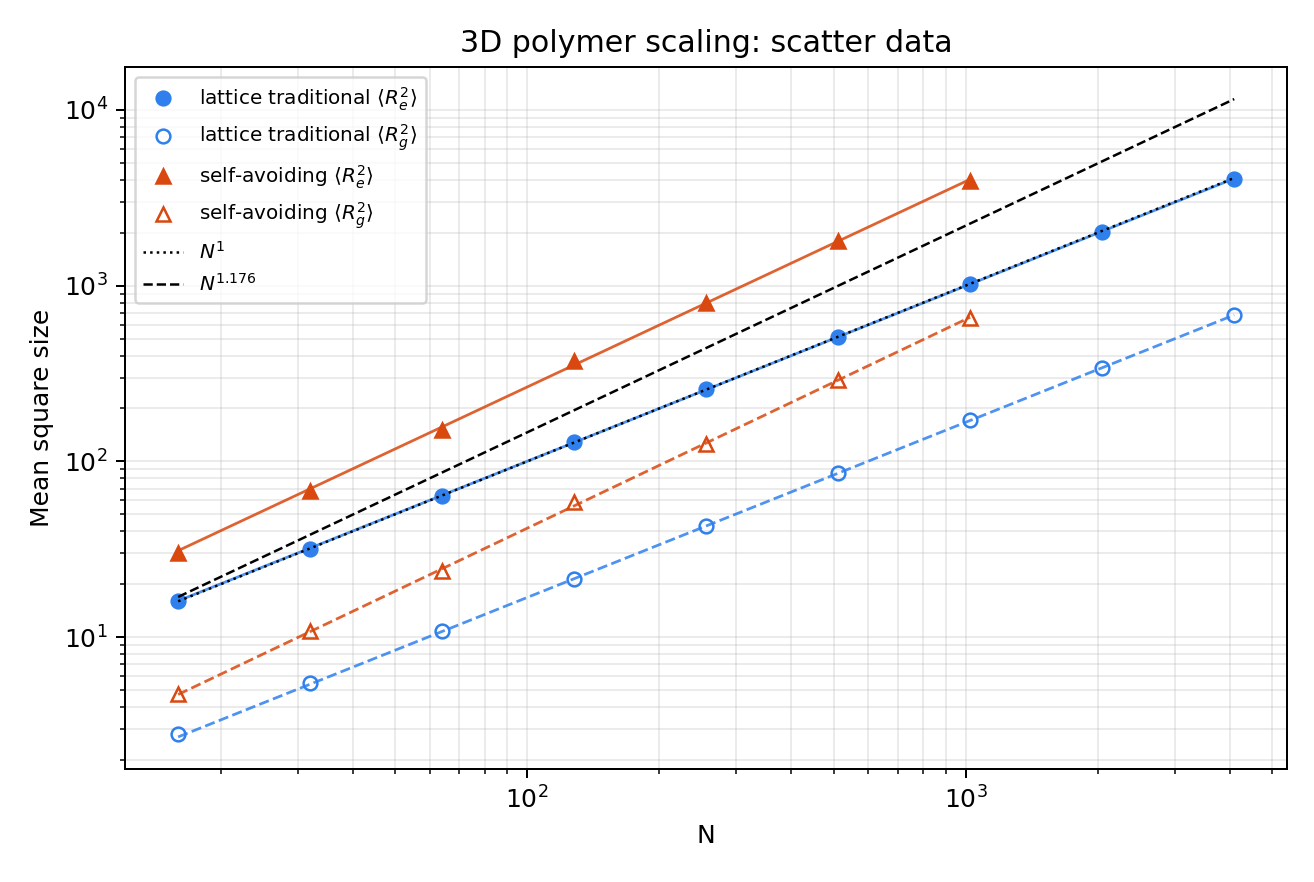 3D polymer scaling: scatter data
lattice traditional ⟨R_e^2⟩
lattice traditional ⟨R_g^2⟩
self-avoiding ⟨R_e^2⟩
self-avoiding ⟨R_g^2⟩
N^1
N^1.176
Mean square size
10^4
10^3
10^2
10^1
10^2 10^3
N